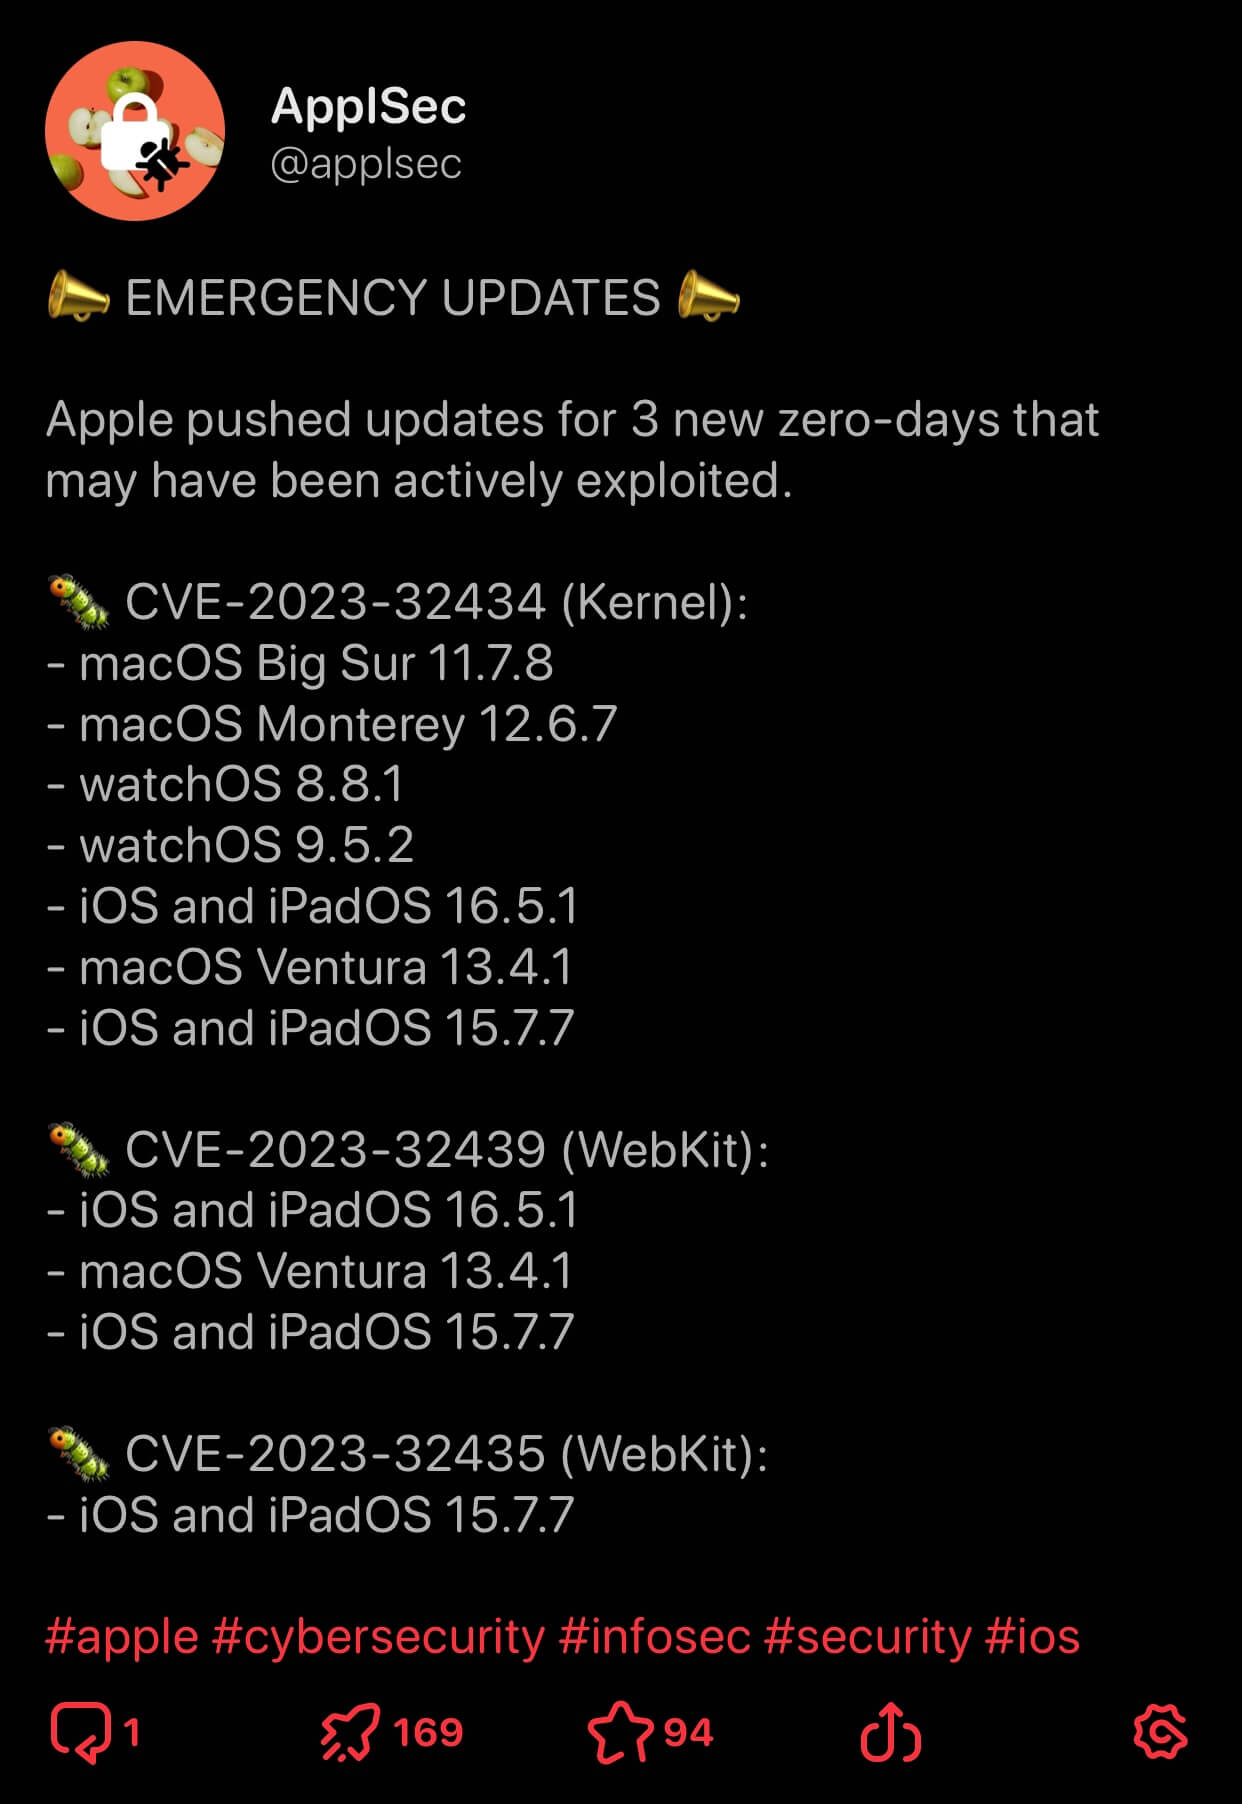 ApplSec
@applsec
📣 EMERGENCY UPDATES 📣
Apple pushed updates for 3 new zero-days that
may have been actively exploited.
🐛 CVE-2023-32434 (Kernel):
- macOS Big Sur 11.7.8
- macOS Monterey 12.6.7
- watchOS 8.8.1
- watchOS 9.5.2
- iOS and iPadOS 16.5.1
- macOS Ventura 13.4.1
- iOS and iPadOS 15.7.7
🐛 CVE-2023-32439 (WebKit):
- iOS and iPadOS 16.5.1
- macOS Ventura 13.4.1
- iOS and iPadOS 15.7.7
🐛 CVE-2023-32435 (WebKit):
- iOS and iPadOS 15.7.7
#apple #cybersecurity #infosec #security #ios
1 169 94